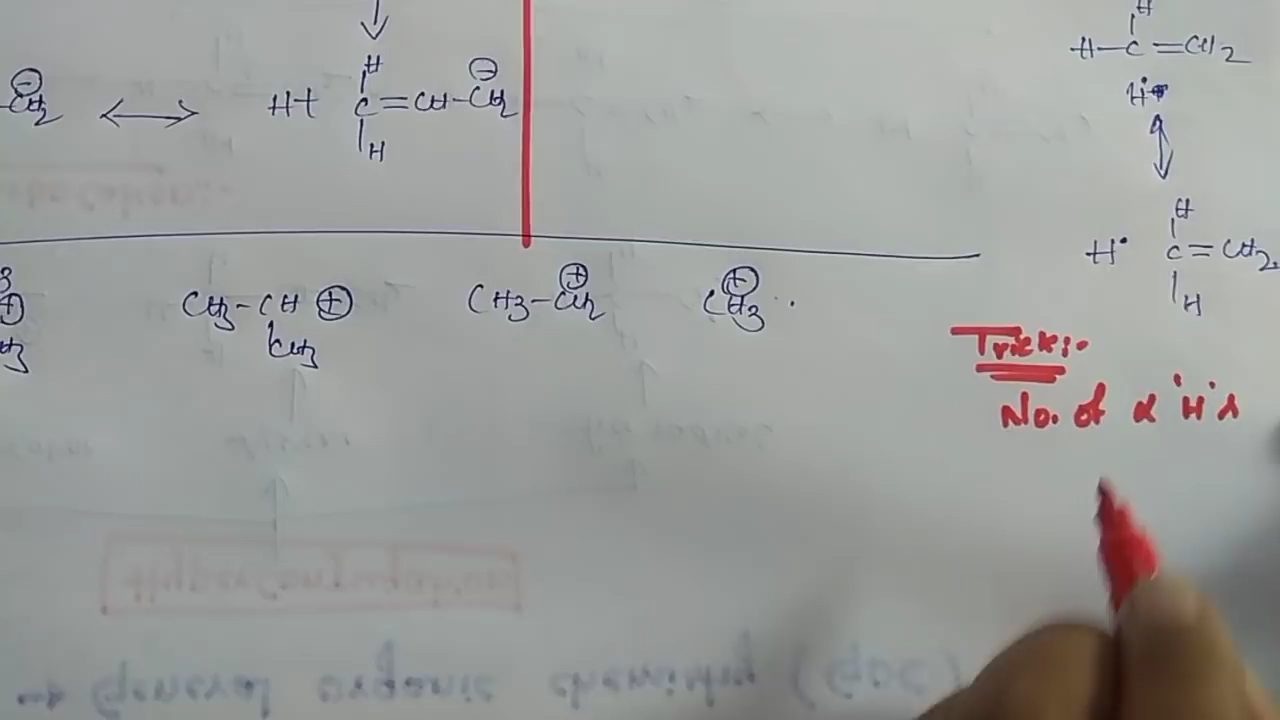 H
H–C=CH2
H•
⊖
CH2 ↔ H+ C=CH–CH2 ⊖
H
H
H
H• C=CH2
H
CH3–CH ⊕
CH3
CH3–CH2 ⊕
CH3 ⊕
Trick:-
No. of α 'H's